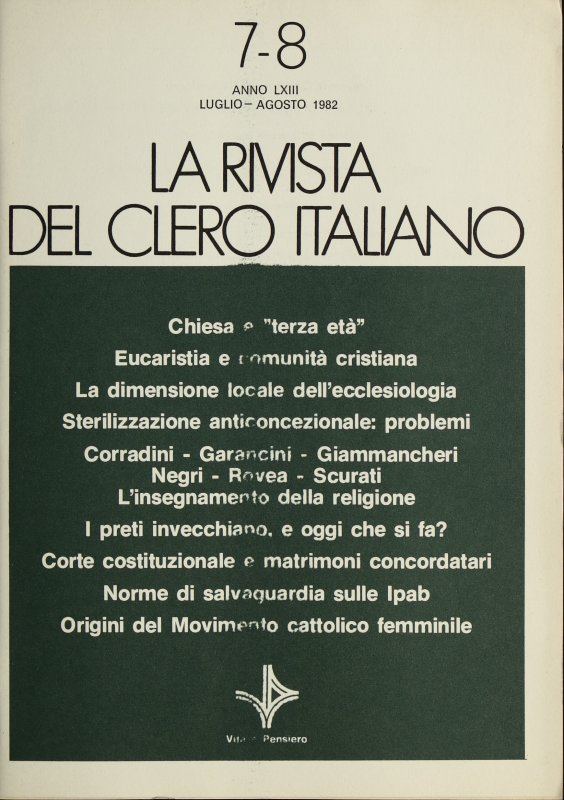 7-8
ANNO LXIII
LUGLIO - AGOSTO 1982
LA RIVISTA
DEL CLERO ITALIANO
Chiesa e "terza età"
Eucaristia e comunità cristiana
La dimensione locale dell'ecclesiologia
Sterilizzazione anticoncezionale: problemi
Corradini - Garancini - Giammancheri
Negri - Rovea - Scurati
L'insegnamento della religione
I preti invecchiano, e oggi che si fa?
Corte costituzionale e matrimoni concordatari
Norme di salvaguardia sulle Ipab
Origini del Movimento cattolico femminile
Vita e Pensiero